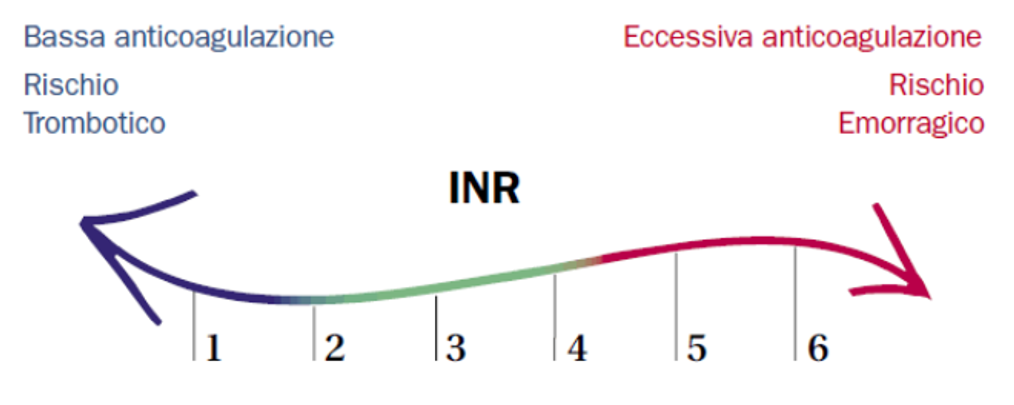 Bassa anticoagulazione
Eccessiva anticoagulazione
Rischio
Trombotico
Rischio
Emorragico
INR
1 2 3 4 5 6